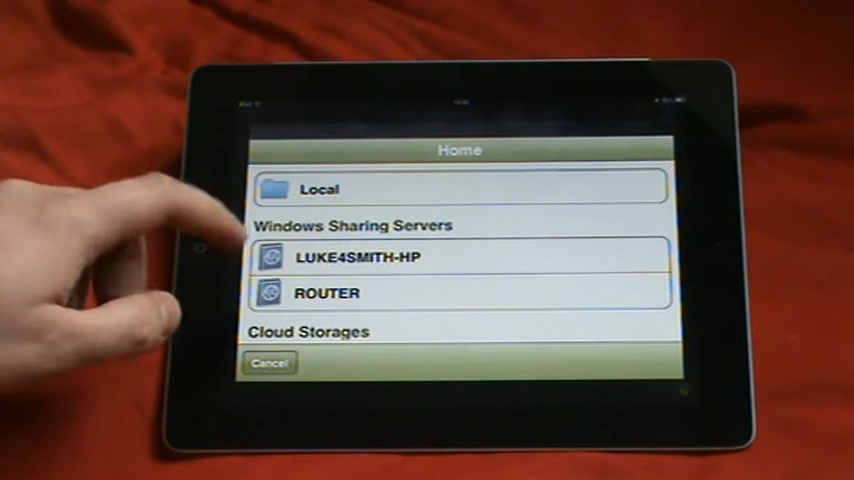 Home
Local
Windows Sharing Servers
LUKE4SMITH-HP
ROUTER
Cloud Storages
Cancel